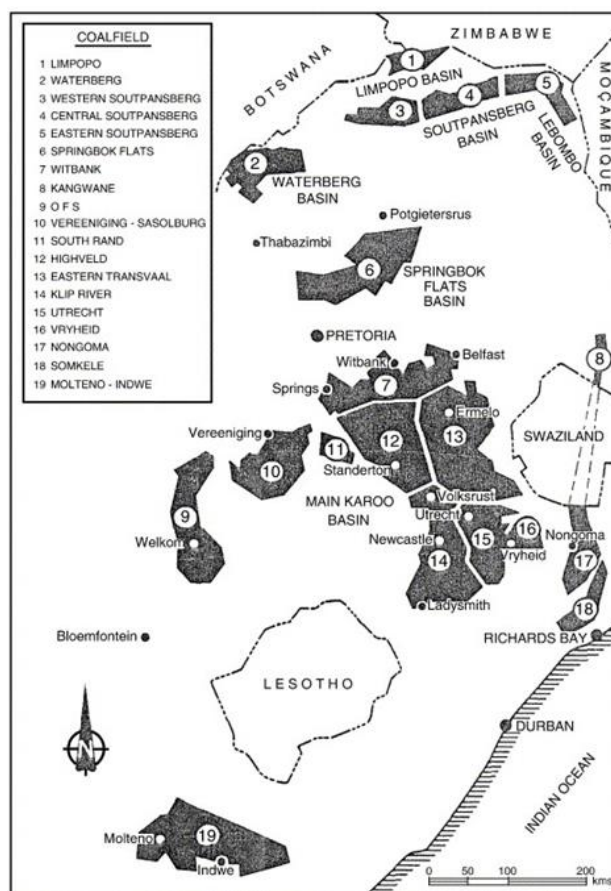 COALFIELD
1 LIMPOPO
2 WATERBERG
3 WESTERN SOUTPANSBERG
4 CENTRAL SOUTPANSBERG
5 EASTERN SOUTPANSBERG
6 SPRINGBOK FLATS
7 WITBANK
8 KANGWANE
9 O F S
10 VEREENIGING - SASOLBURG
11 SOUTH RAND
12 HIGHVELD
13 EASTERN TRANSVAAL
14 KLIP RIVER
15 UTRECHT
16 VRYHEID
17 NONGOMA
18 SOMKELE
19 MOLTENO - INDWE
ZIMBABWE
BOTSWANA
MOÇAMBIQUE
1
LIMPOPO BASIN
3
4
5
SOUTPANSBERG
BASIN
LEBOMBO
BASIN
2
WATERBERG
BASIN
Potgietersrus
Thabazimbi
6
SPRINGBOK
FLATS
BASIN
PRETORIA
Witbank
Belfast
8
Springs
7
Ermelo
SWAZILAND
Vereeniging
11
12
13
10
Standerton
MAIN KAROO
BASIN
Volksrust
9
Utrecht
16
Nongoma
Welkom
Newcastle
15
Vryheid
14
17
Ladysmith
18
Bloemfontein
RICHARDS BAY
LESOTHO
N
DURBAN
INDIAN OCEAN
Molteno
19
Indwe
0 100 200
kms